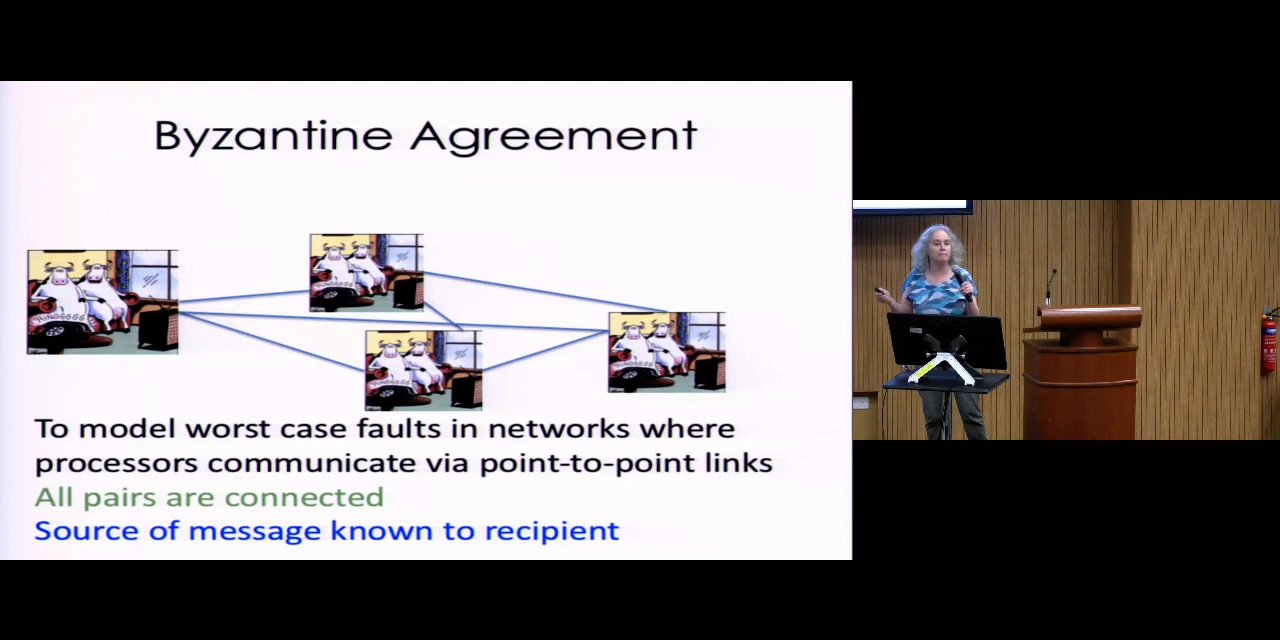 Byzantine Agreement
To model worst case faults in networks where
processors communicate via point-to-point links
All pairs are connected
Source of message known to recipient